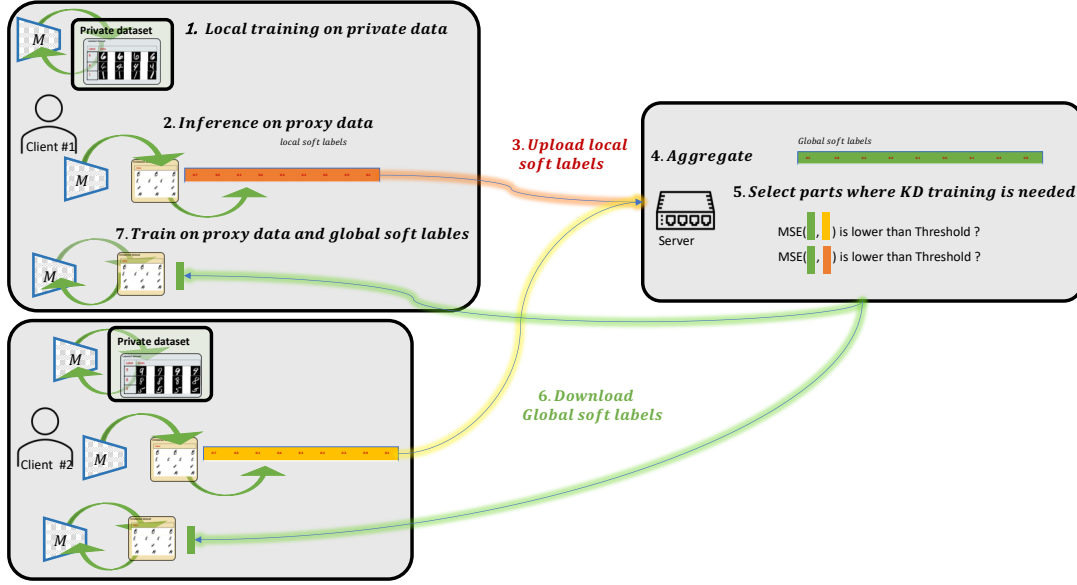 M
Private dataset
1. Local training on private data
Client #1
2. Inference on proxy data
local soft labels
M
7. Train on proxy data and global soft lables
M
3. Upload local
soft labels
4. Aggregate
Global soft labels
5. Select parts where KD training is needed
Server
MSE( , ) is lower than Threshold ?
MSE( , ) is lower than Threshold ?
6. Download
Global soft labels
M
Private dataset
Client #2
M
M